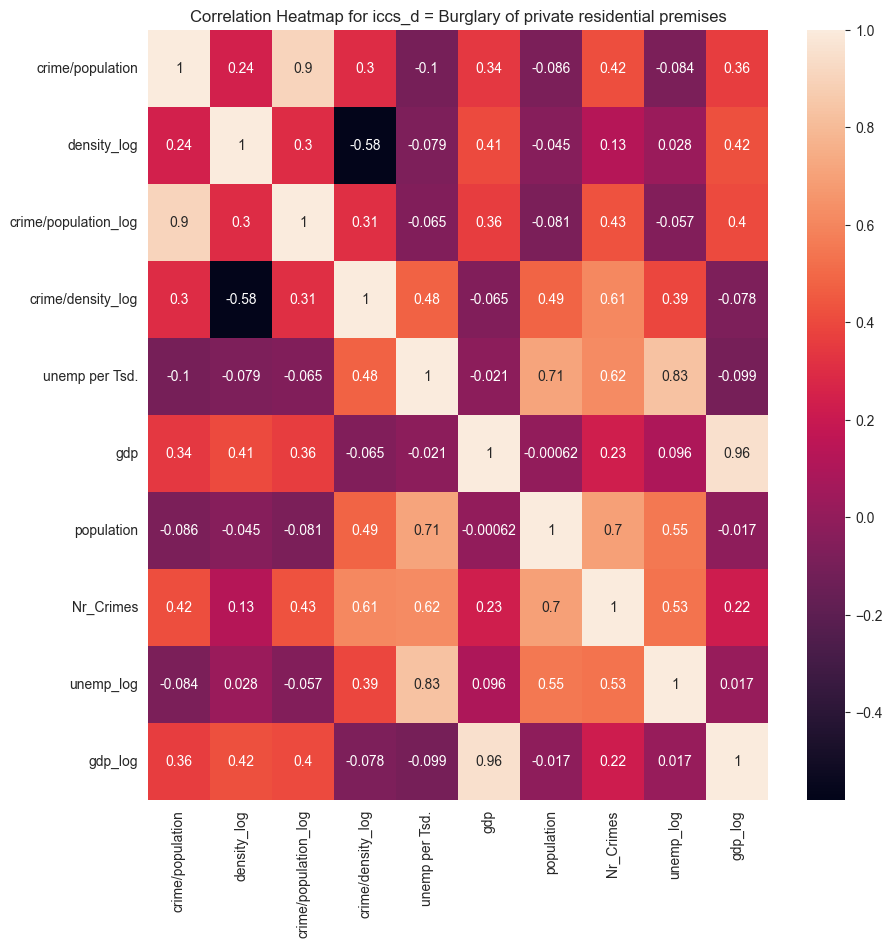 Correlation Heatmap for iccs_d = Burglary of private residential premises
crime/population 1 0.24 0.9 0.3 -0.1 0.34 -0.086 0.42 -0.084 0.36
density_log 0.24 1 0.3 -0.58 -0.079 0.41 -0.045 0.13 0.028 0.42
crime/population_log 0.9 0.3 1 0.31 -0.065 0.36 -0.081 0.43 -0.057 0.4
crime/density_log 0.3 -0.58 0.31 1 0.48 -0.065 0.49 0.61 0.39 -0.078
unemp per Tsd. -0.1 -0.079 -0.065 0.48 1 -0.021 0.71 0.62 0.83 -0.099
gdp 0.34 0.41 0.36 -0.065 -0.021 1 -0.00062 0.23 0.096 0.96
population -0.086 -0.045 -0.081 0.49 0.71 -0.00062 1 0.7 0.55 -0.017
Nr_Crimes 0.42 0.13 0.43 0.61 0.62 0.23 0.7 1 0.53 0.22
unemp_log -0.084 0.028 -0.057 0.39 0.83 0.096 0.55 0.53 1 0.017
gdp_log 0.36 0.42 0.4 -0.078 -0.099 0.96 -0.017 0.22 0.017 1
crime/population
density_log
crime/population_log
crime/density_log
unemp per Tsd.
gdp
population
Nr_Crimes
unemp_log
gdp_log
1.0
0.8
0.6
0.4
0.2
0.0
-0.2
-0.4